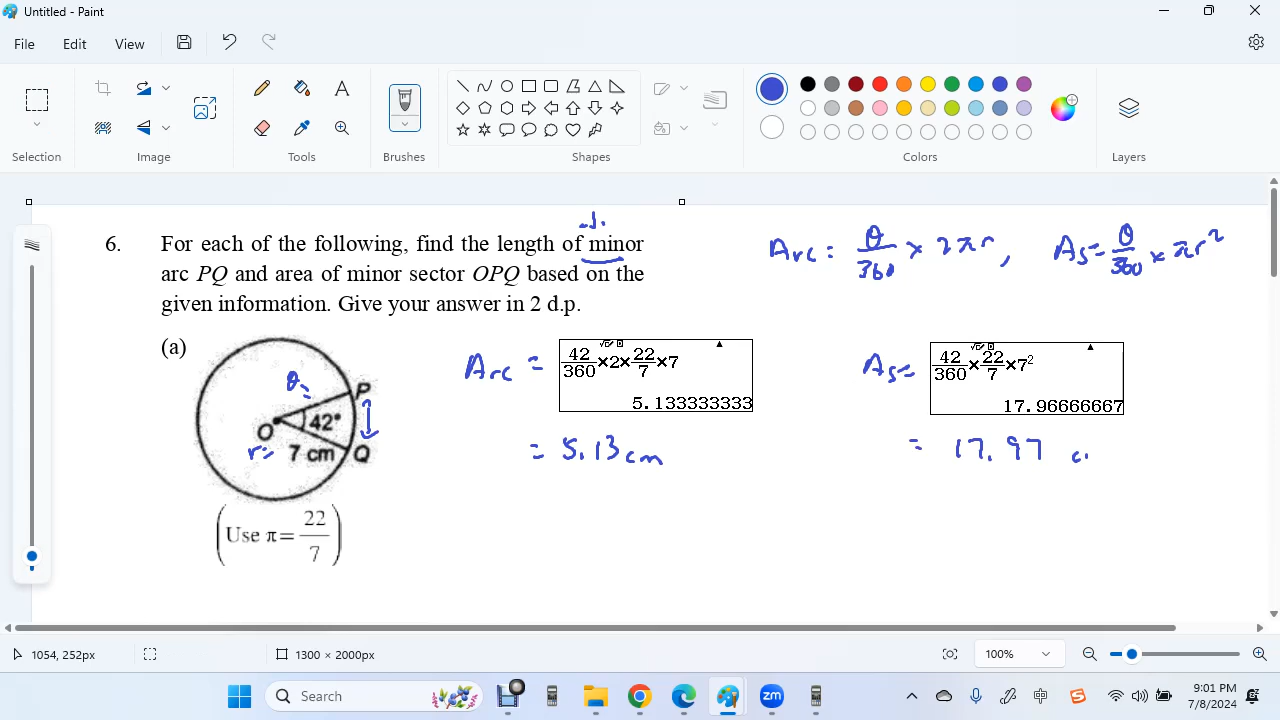 Untitled - Paint
File Edit View
Selection Image Tools Brushes Shapes Colors Layers
6. For each of the following, find the length of minor
arc PQ and area of minor sector OPQ based on the
given information. Give your answer in 2 d.p.
Arc = θ/360 × 2πr, As = θ/360 × πr²
(a)
θ =
P
O 42°
r = 7 cm Q
(Use π = 22/7)
Arc = 42/360×2×22/7×7
5.133333333
= 5.13 cm
As = 42/360×22/7×7²
17.96666667
= 17.97 c
1054, 252px 1300 × 2000px 100%
Search
zm
中
S
9:01 PM
7/8/2024